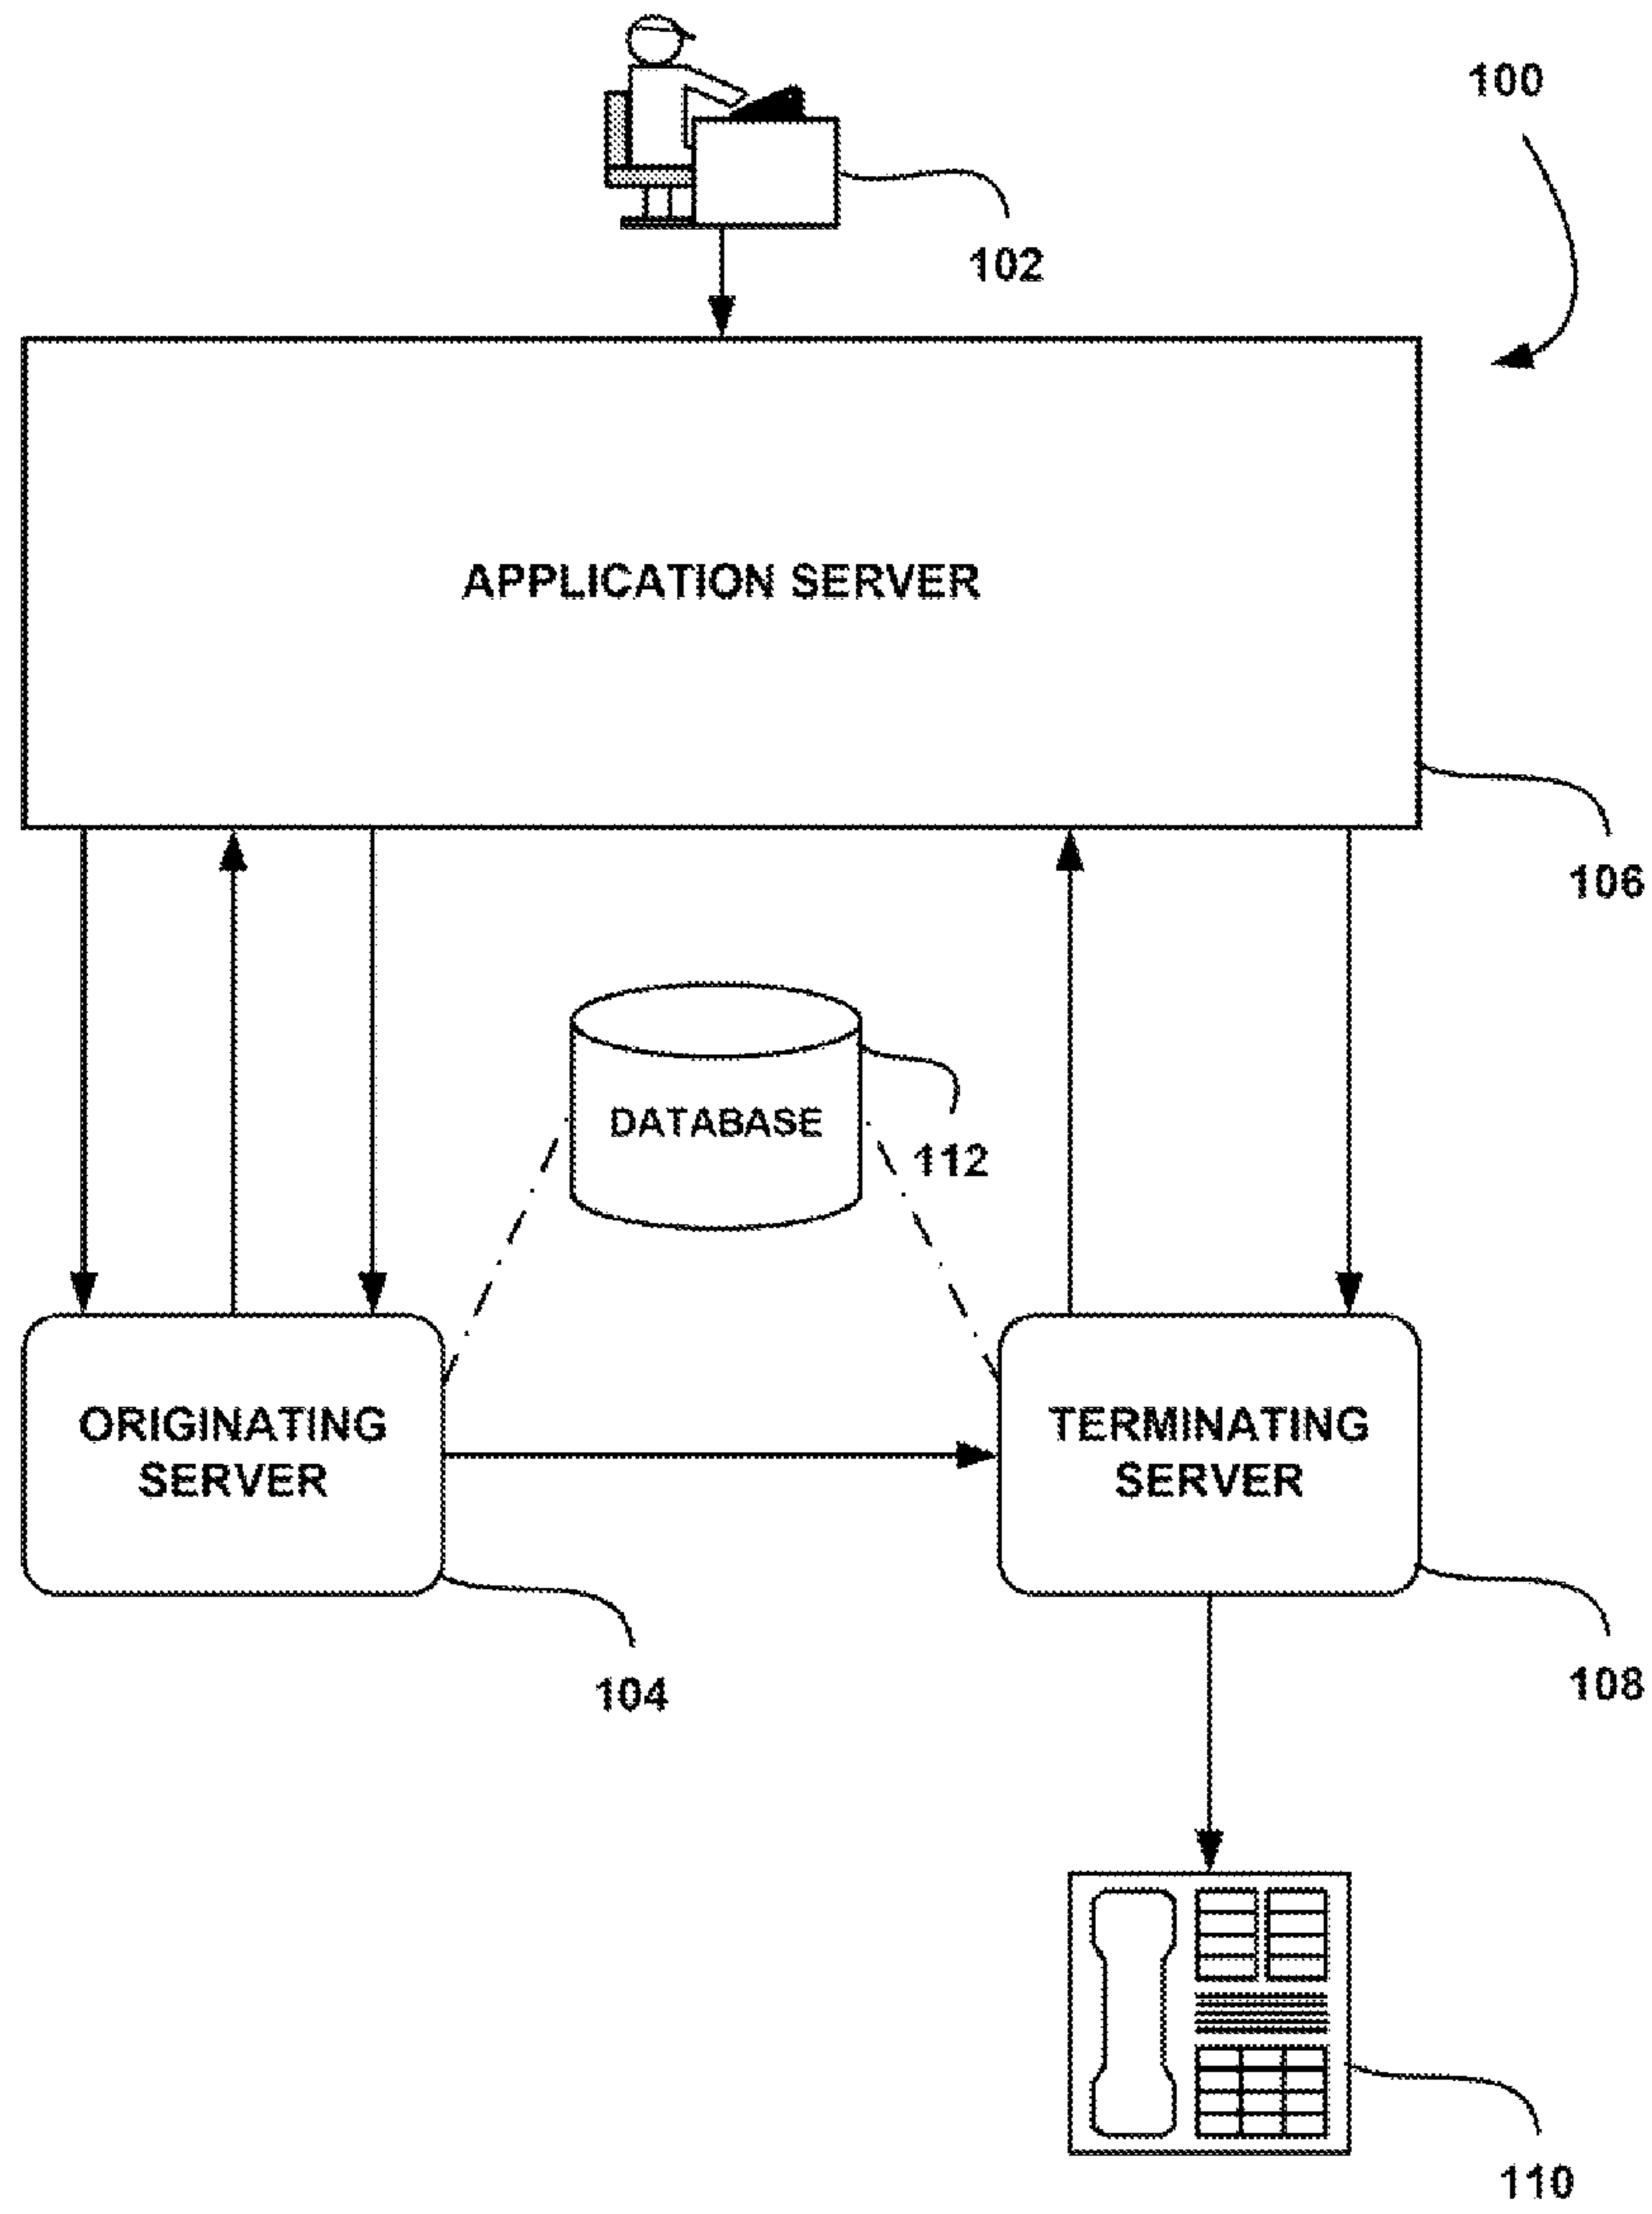 100
102
APPLICATION SERVER
106
DATABASE
112
ORIGINATING
SERVER
TERMINATING
SERVER
104
108
110